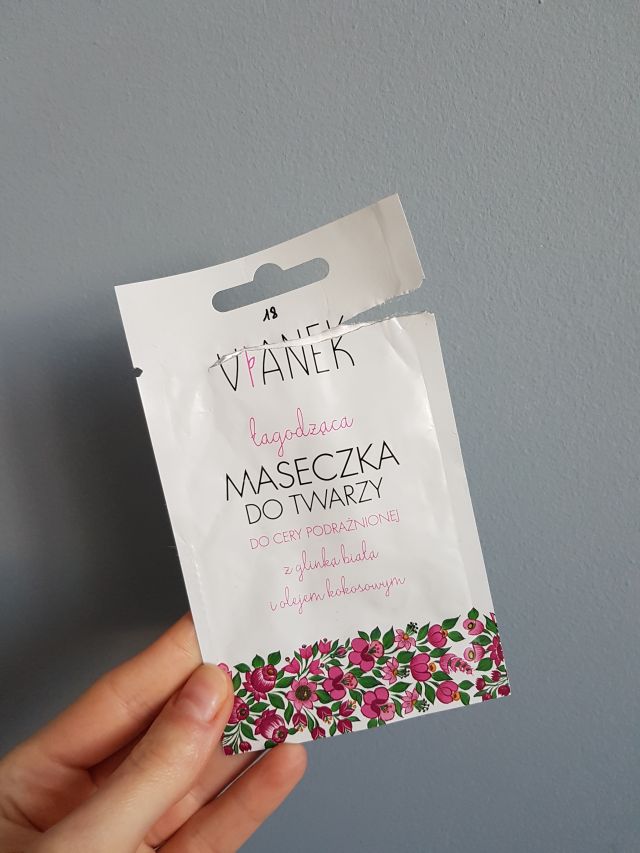 18
VIANEK
łagodząca
MASECZKA
DO TWARZY
DO CERY PODRAŻNIONEJ
z glinką białą
i olejem kokosowym